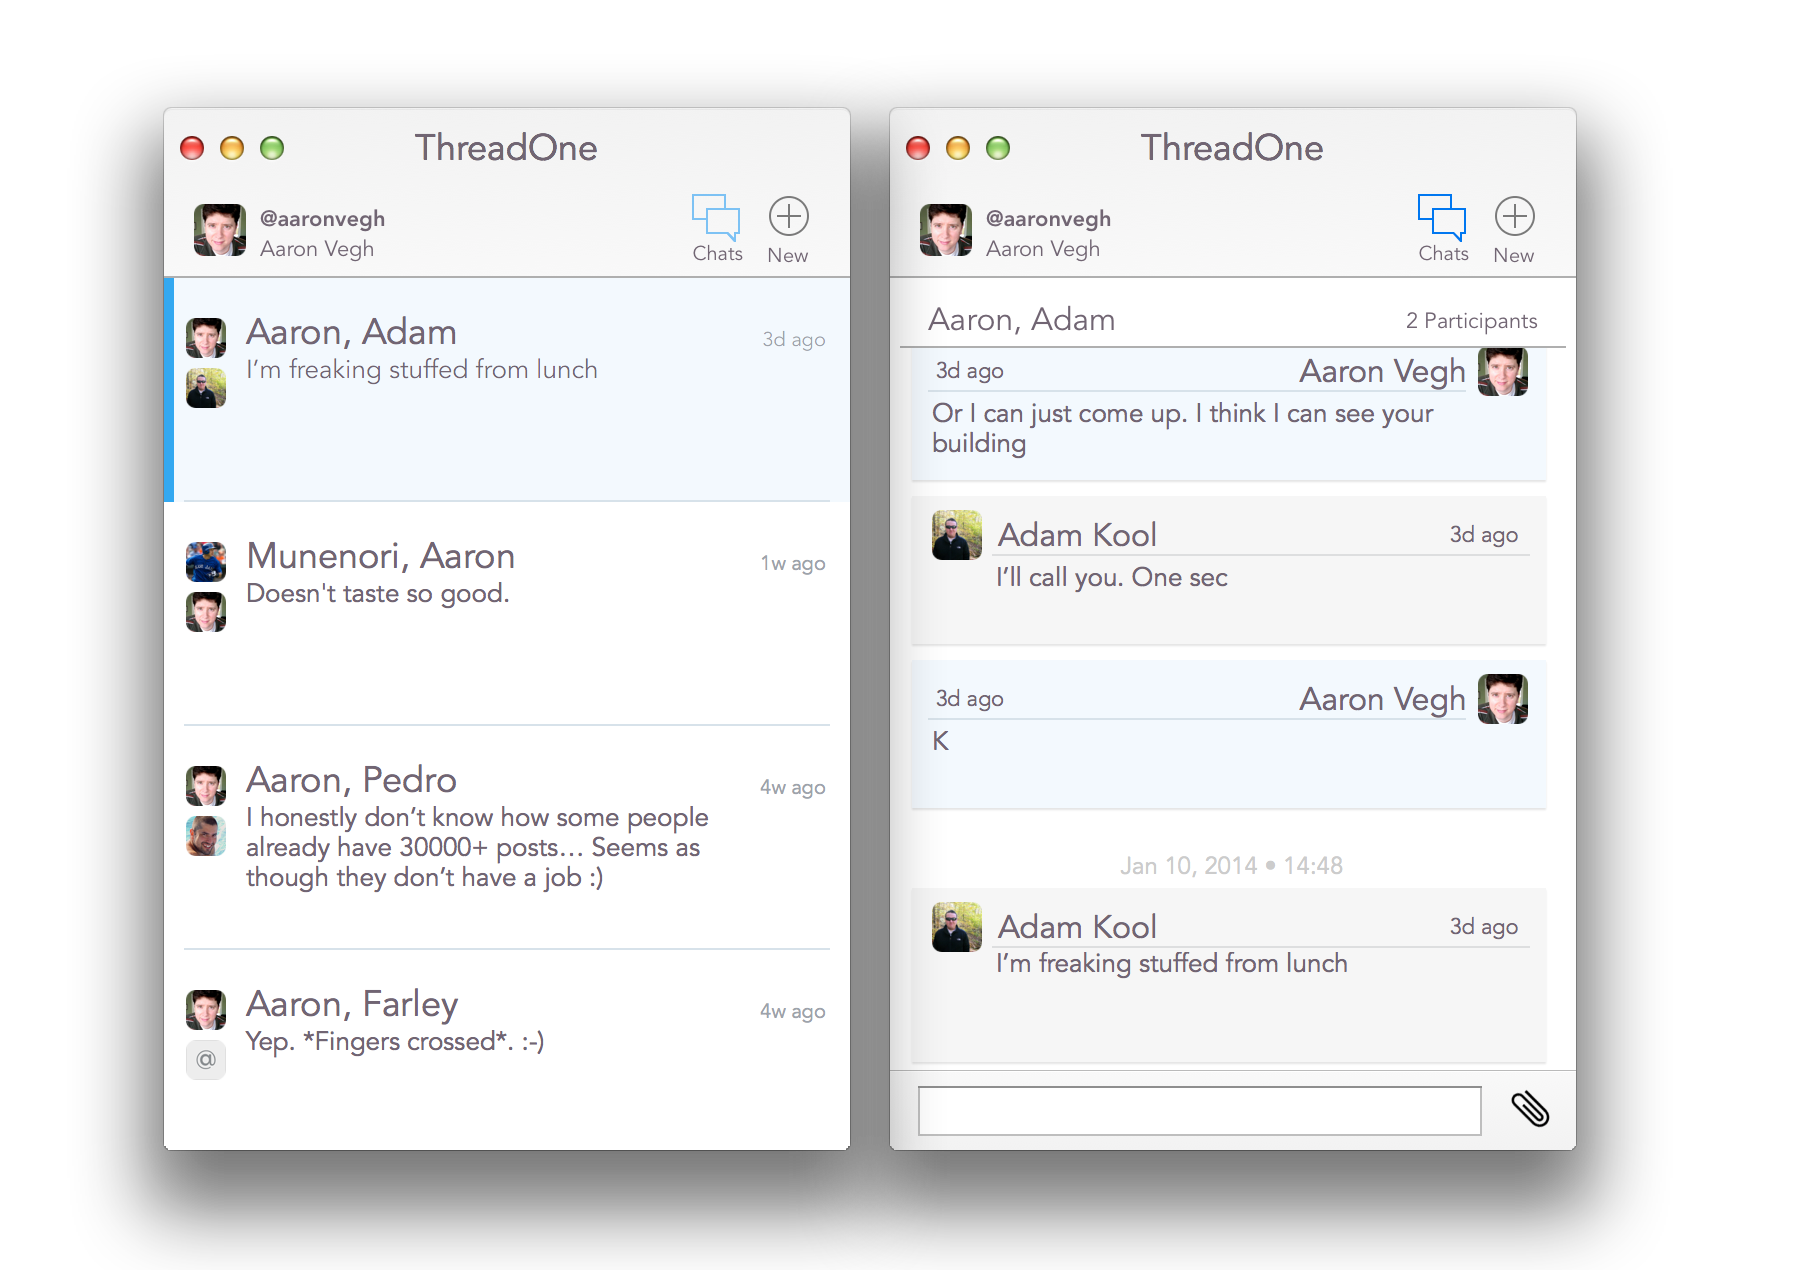 ThreadOne
@aaronvegh
Aaron Vegh
Chats
New
Aaron, Adam
3d ago
I'm freaking stuffed from lunch
Munenori, Aaron
1w ago
Doesn't taste so good.
Aaron, Pedro
4w ago
I honestly don't know how some people
already have 30000+ posts... Seems as
though they don't have a job :)
Aaron, Farley
4w ago
Yep. *Fingers crossed*. :-)
@
ThreadOne
@aaronvegh
Aaron Vegh
Chats
New
Aaron, Adam
2 Participants
3d ago
Aaron Vegh
Or I can just come up. I think I can see your
building
Adam Kool
3d ago
I'll call you. One sec
3d ago
Aaron Vegh
K
Jan 10, 2014 • 14:48
Adam Kool
3d ago
I'm freaking stuffed from lunch